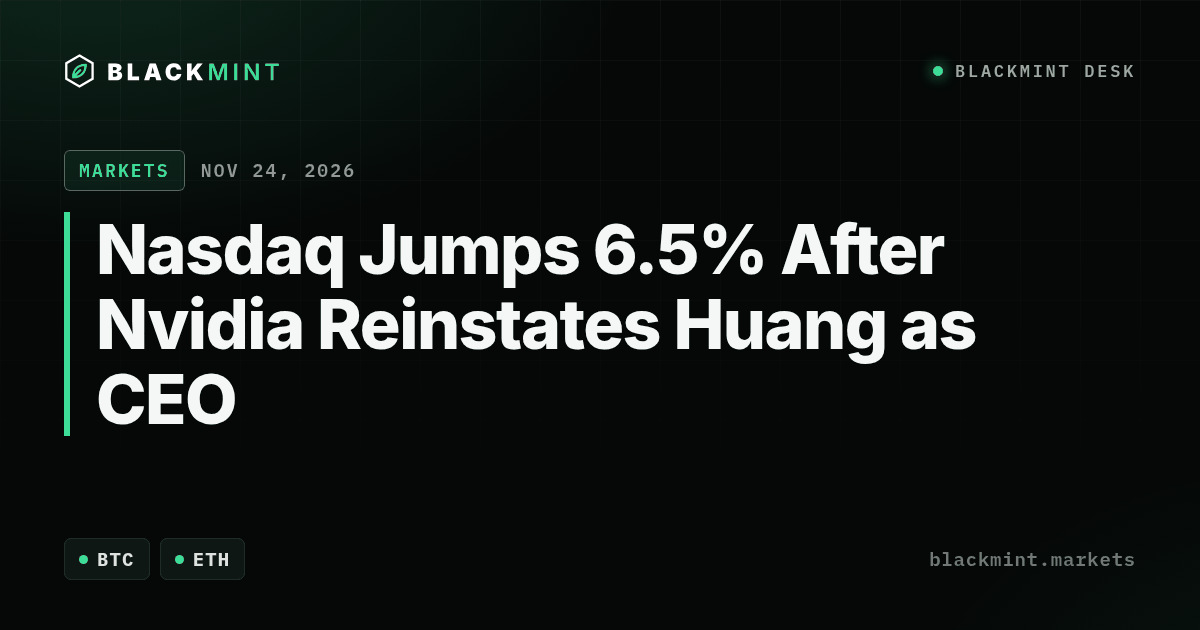 BLACKMINT
BLACKMINT DESK
MARKETS
NOV 24, 2026
Nasdaq Jumps 6.5% After
Nvidia Reinstates Huang as
CEO
BTC
ETH
blackmint.markets